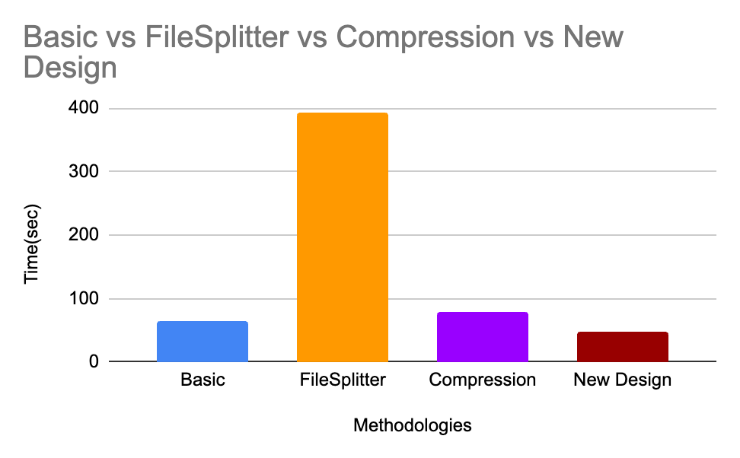 Basic vs FileSplitter vs Compression vs New
Design
400
300
200
100
0
Time(sec)
Basic FileSplitter Compression New Design
Methodologies